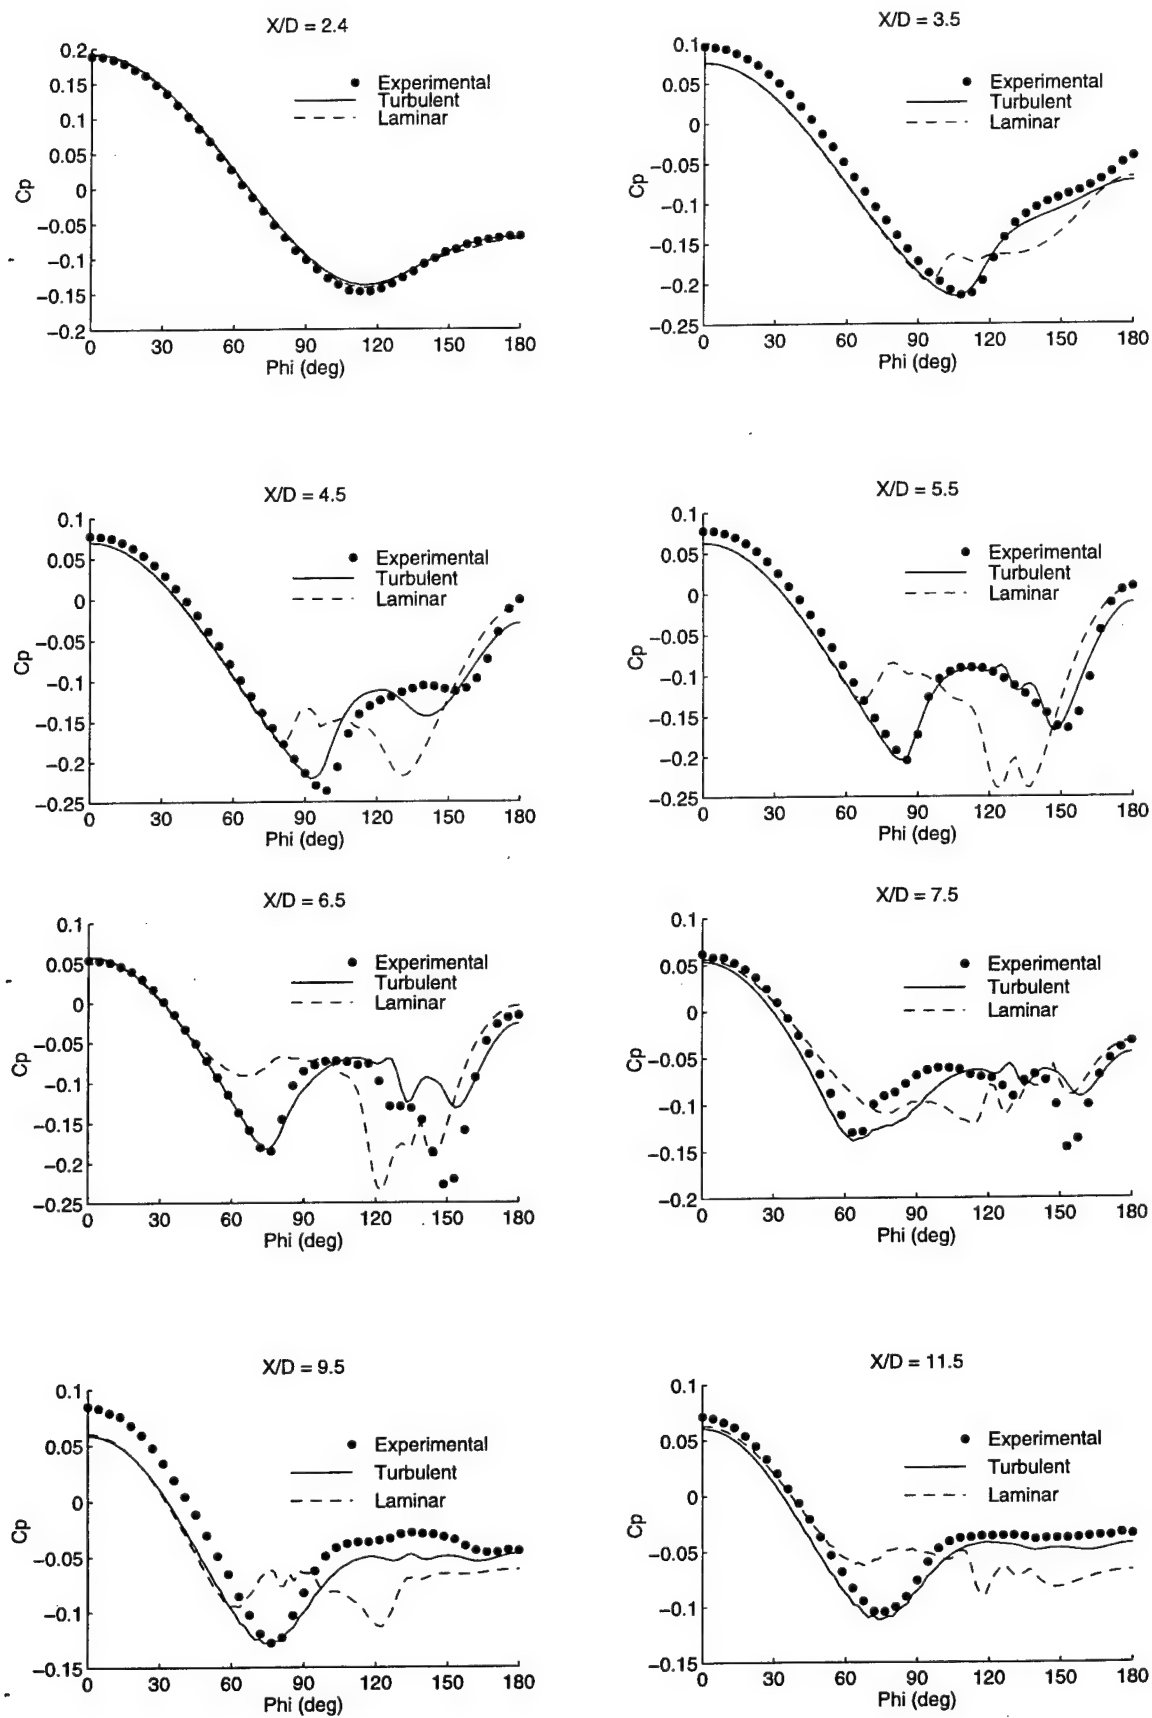 X/D = 2.4
0.2
0.15
0.1
0.05
0
−0.05
−0.1
−0.15
−0.2
Cp
Experimental
Turbulent
Laminar
0 30 60 90 120 150 180
Phi (deg)
X/D = 3.5
0.1
0.05
0
−0.05
−0.1
−0.15
−0.2
−0.25
Cp
Experimental
Turbulent
Laminar
0 30 60 90 120 150 180
Phi (deg)
X/D = 4.5
0.1
0.05
0
−0.05
−0.1
−0.15
−0.2
−0.25
Cp
Experimental
Turbulent
Laminar
0 30 60 90 120 150 180
Phi (deg)
X/D = 5.5
0.1
0.05
0
−0.05
−0.1
−0.15
−0.2
−0.25
Cp
Experimental
Turbulent
Laminar
0 30 60 90 120 150 180
Phi (deg)
X/D = 6.5
0.1
0.05
0
−0.05
−0.1
−0.15
−0.2
−0.25
Cp
Experimental
Turbulent
Laminar
0 30 60 90 120 150 180
Phi (deg)
X/D = 7.5
0.1
0.05
0
−0.05
−0.1
−0.15
−0.2
Cp
Experimental
Turbulent
Laminar
0 30 60 90 120 150 180
Phi (deg)
X/D = 9.5
0.1
0.05
0
−0.05
−0.1
−0.15
Cp
Experimental
Turbulent
Laminar
0 30 60 90 120 150 180
Phi (deg)
X/D = 11.5
0.1
0.05
0
−0.05
−0.1
−0.15
Cp
Experimental
Turbulent
Laminar
0 30 60 90 120 150 180
Phi (deg)